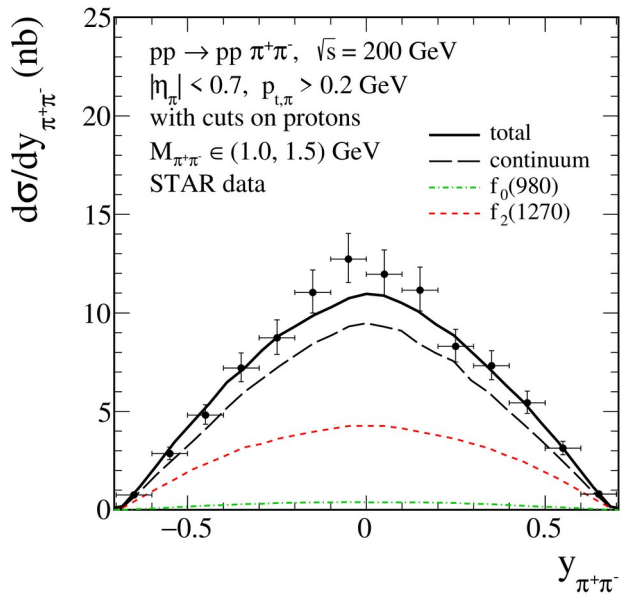 dσ/dy π⁺π⁻ (nb)
25
20
15
10
5
0
pp → pp π⁺π⁻, √s = 200 GeV
|η_π| < 0.7, p_t,π > 0.2 GeV
with cuts on protons
M_π⁺π⁻ ∈ (1.0, 1.5) GeV
STAR data
total
continuum
f₀(980)
f₂(1270)
−0.5
0
0.5
y π⁺π⁻